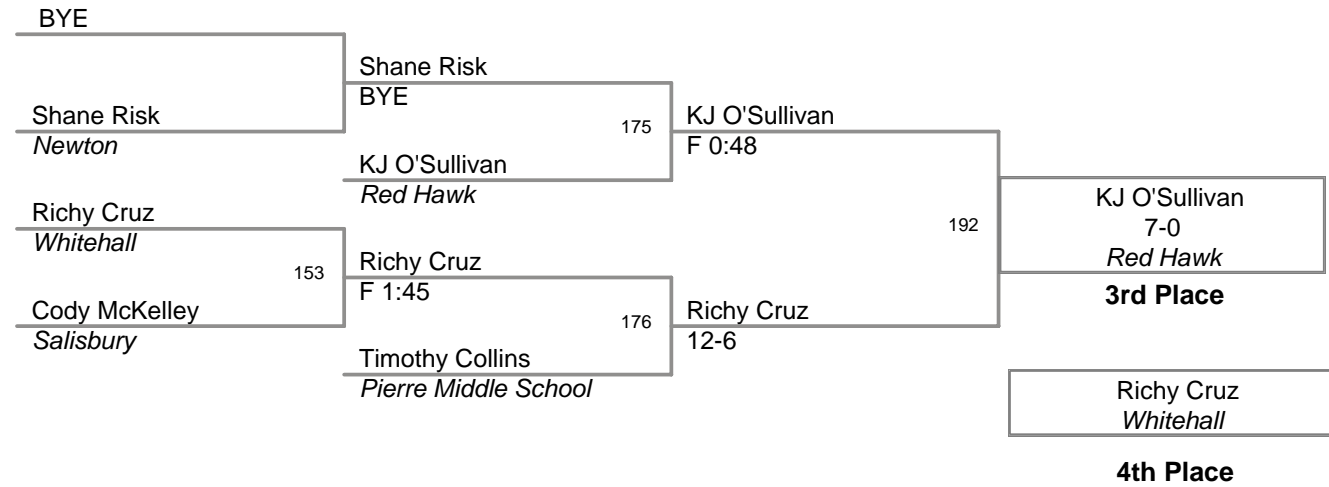 BYE
Shane Risk
BYE
Shane Risk
Newton
175
KJ O'Sullivan
F 0:48
KJ O'Sullivan
Red Hawk
Richy Cruz
Whitehall
192
KJ O'Sullivan
7-0
Red Hawk
3rd Place
153
Richy Cruz
F 1:45
Cody McKelley
Salisbury
176
Richy Cruz
12-6
Timothy Collins
Pierre Middle School
Richy Cruz
Whitehall
4th Place